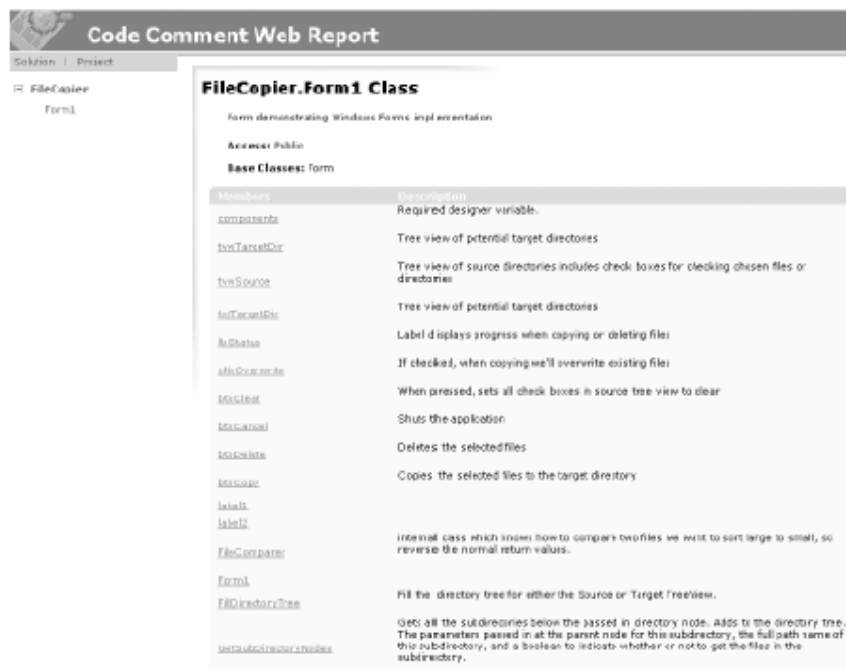 Code Comment Web Report
Solution | Project
FileCopier
Form1
FileCopier.Form1 Class
Form demonstrating Windows Forms implementation
Access: Public
Base Classes: Form
Members Description
components Required designer variable.
tvwTargetDir Tree view of potential target directories
tvwSource Tree view of source directories includes check boxes for checking chosen files or
directories
txtTargetDir Tree view of potential target directories
lblStatus Label displays progress when copying or deleting files
chkOverwrite If checked, when copying we'll overwrite existing files
btnClear When pressed, sets all check boxes in source tree view to clear
btnCancel Shuts the application
btnDelete Deletes the selected files
btnCopy Copies the selected files to the target directory
label1
label2
FileComparer internal class which knows how to compare two files we want to sort large to small, so
reverse the normal return values.
Form1
FillDirectoryTree Fill the directory tree for either the Source or Target TreeView.
GetSubDirectoryNodes Gets all the subdirectories below the passed in directory node. Adds to the directory tree.
The parameters passed in at the parent node for this subdirectory, the full path name of
this subdirectory, and a boolean to indicate whether or not to get the files in the
subdirectory.